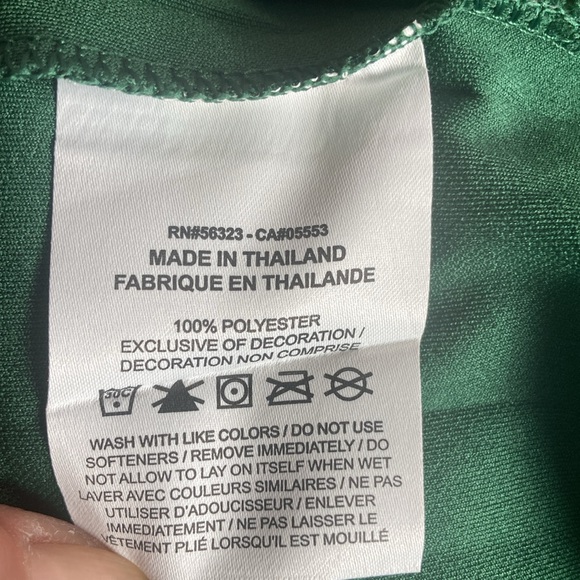 RN#56323 - CA#05553
MADE IN THAILAND
FABRIQUE EN THAILANDE
100% POLYESTER
EXCLUSIVE OF DECORATION /
DECORATION NON COMPRISE
30C
WASH WITH LIKE COLORS / DO NOT USE
SOFTENERS / REMOVE IMMEDIATELY / DO
NOT ALLOW TO LAY ON ITSELF WHEN WET
LAVER AVEC COULEURS SIMILAIRES / NE PAS
UTILISER D'ADOUCISSEUR / ENLEVER
IMMÉDIATEMENT / NE PAS LAISSER LE
VÊTEMENT PLIÉ LORSQU'IL EST MOUILLÉ